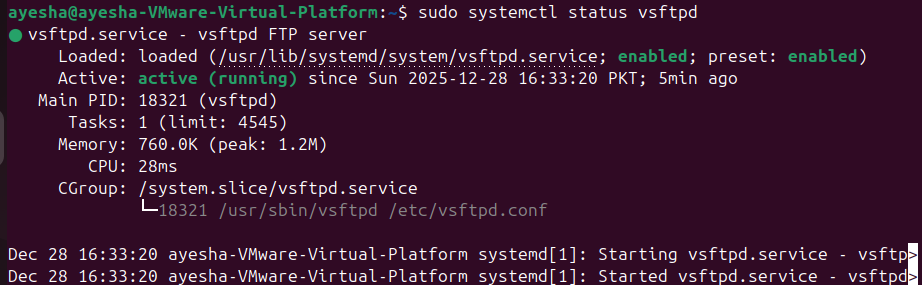 ayesha@ayesha-VMware-Virtual-Platform:~$ sudo systemctl status vsftpd
● vsftpd.service - vsftpd FTP server
     Loaded: loaded (/usr/lib/systemd/system/vsftpd.service; enabled; preset: enabled)
     Active: active (running) since Sun 2025-12-28 16:33:20 PKT; 5min ago
   Main PID: 18321 (vsftpd)
      Tasks: 1 (limit: 4545)
     Memory: 760.0K (peak: 1.2M)
        CPU: 28ms
     CGroup: /system.slice/vsftpd.service
             └─18321 /usr/sbin/vsftpd /etc/vsftpd.conf

Dec 28 16:33:20 ayesha-VMware-Virtual-Platform systemd[1]: Starting vsftpd.service - vsftp>
Dec 28 16:33:20 ayesha-VMware-Virtual-Platform systemd[1]: Started vsftpd.service - vsftpd>